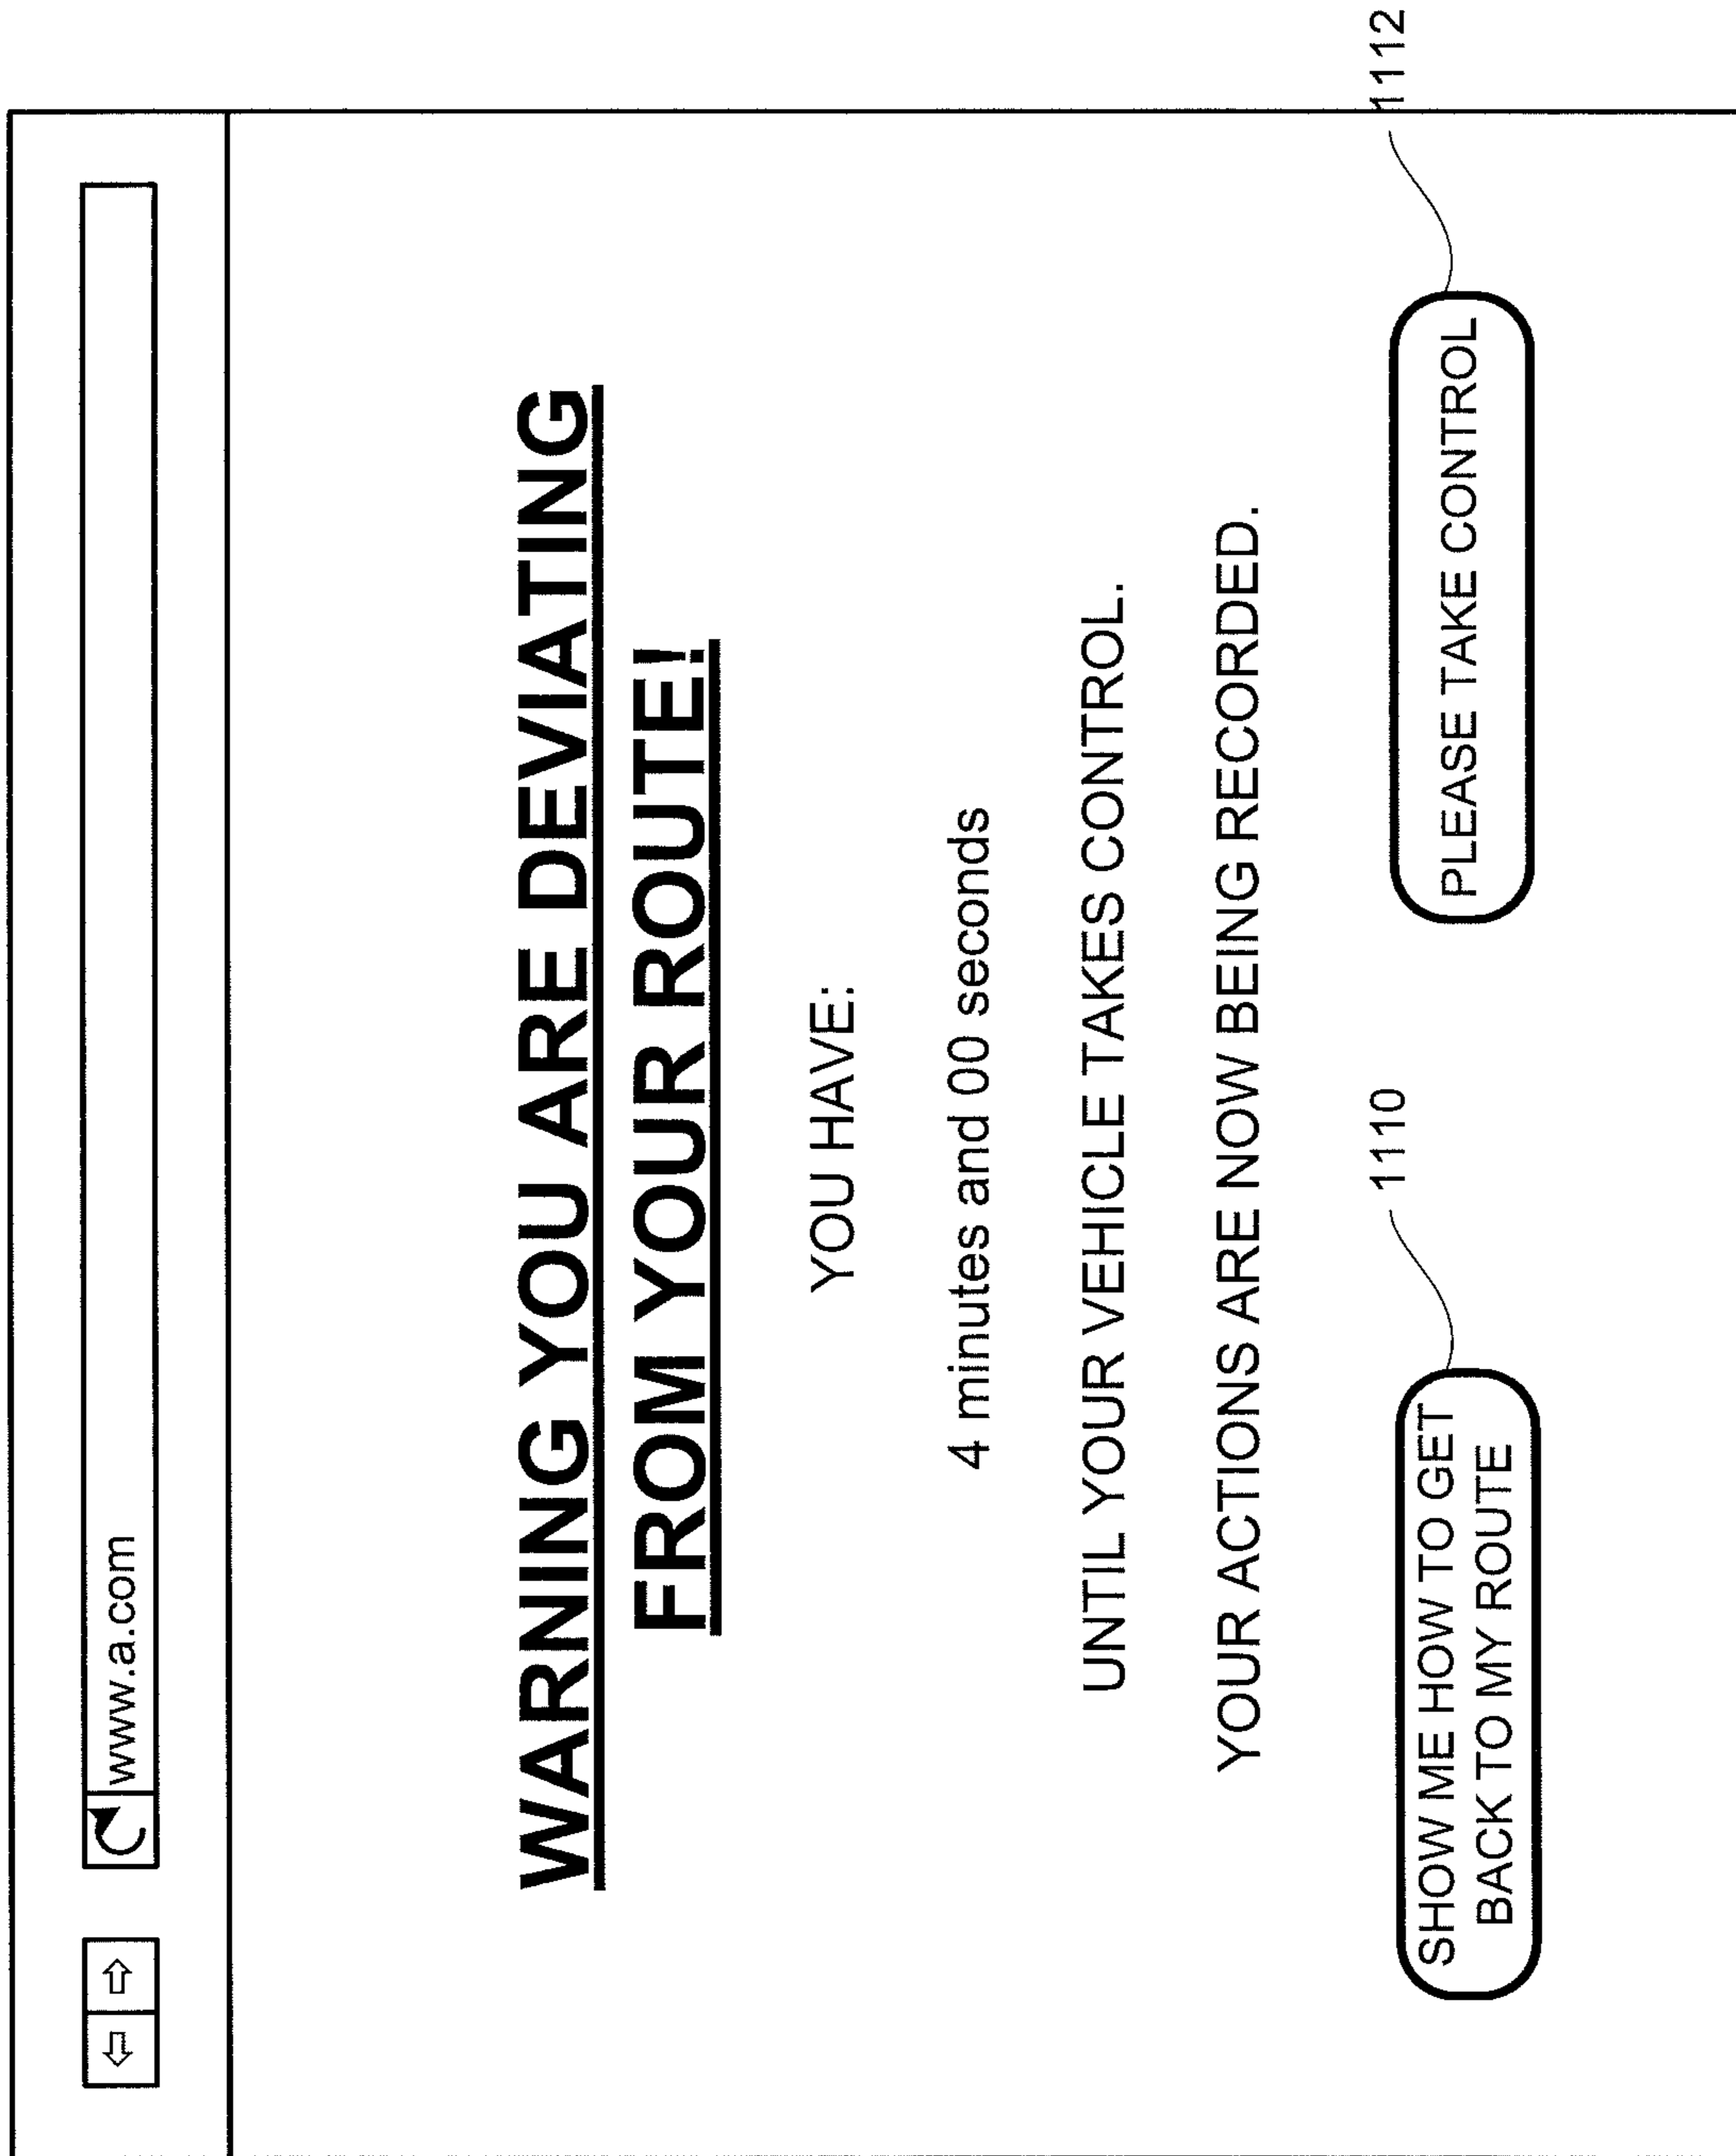 www.a.com
WARNING YOU ARE DEVIATING
FROM YOUR ROUTE!
YOU HAVE:
4 minutes and 00 seconds
UNTIL YOUR VEHICLE TAKES CONTROL.
YOUR ACTIONS ARE NOW BEING RECORDED.
1110
1112
SHOW ME HOW TO GET
BACK TO MY ROUTE
PLEASE TAKE CONTROL